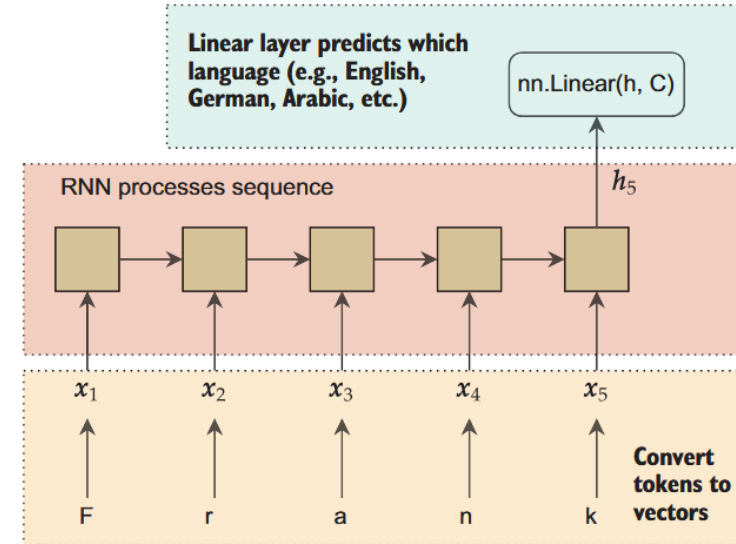 Linear layer predicts which
language (e.g., English,
German, Arabic, etc.)
nn.Linear(h, C)
RNN processes sequence
h₅
x₁ x₂ x₃ x₄ x₅
F r a n k
Convert
tokens to
vectors